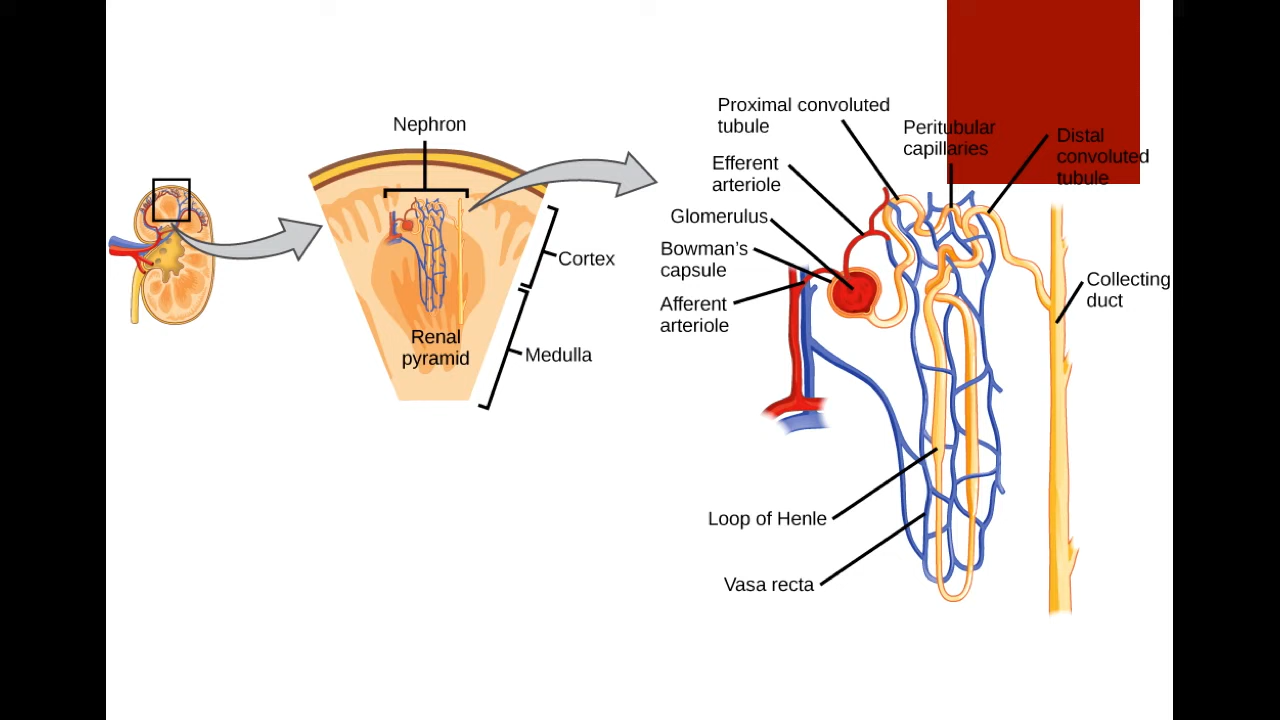 Nephron
Cortex
Renal
pyramid
Medulla
Proximal convoluted
tubule
Peritubular
capillaries
Distal
convoluted
tubule
Efferent
arteriole
Glomerulus
Bowman's
capsule
Afferent
arteriole
Collecting
duct
Loop of Henle
Vasa recta